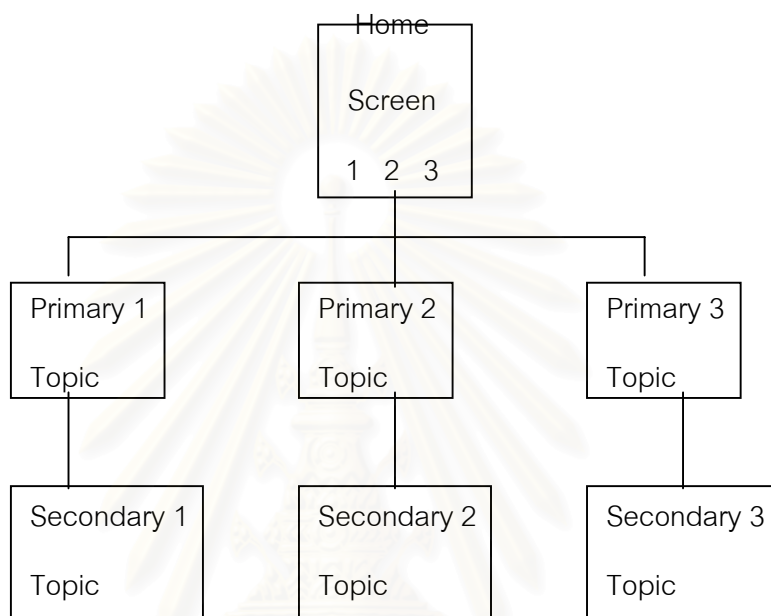 Home
Screen
1 2 3
Primary 1
Topic
Primary 2
Topic
Primary 3
Topic
Secondary 1
Topic
Secondary 2
Topic
Secondary 3
Topic